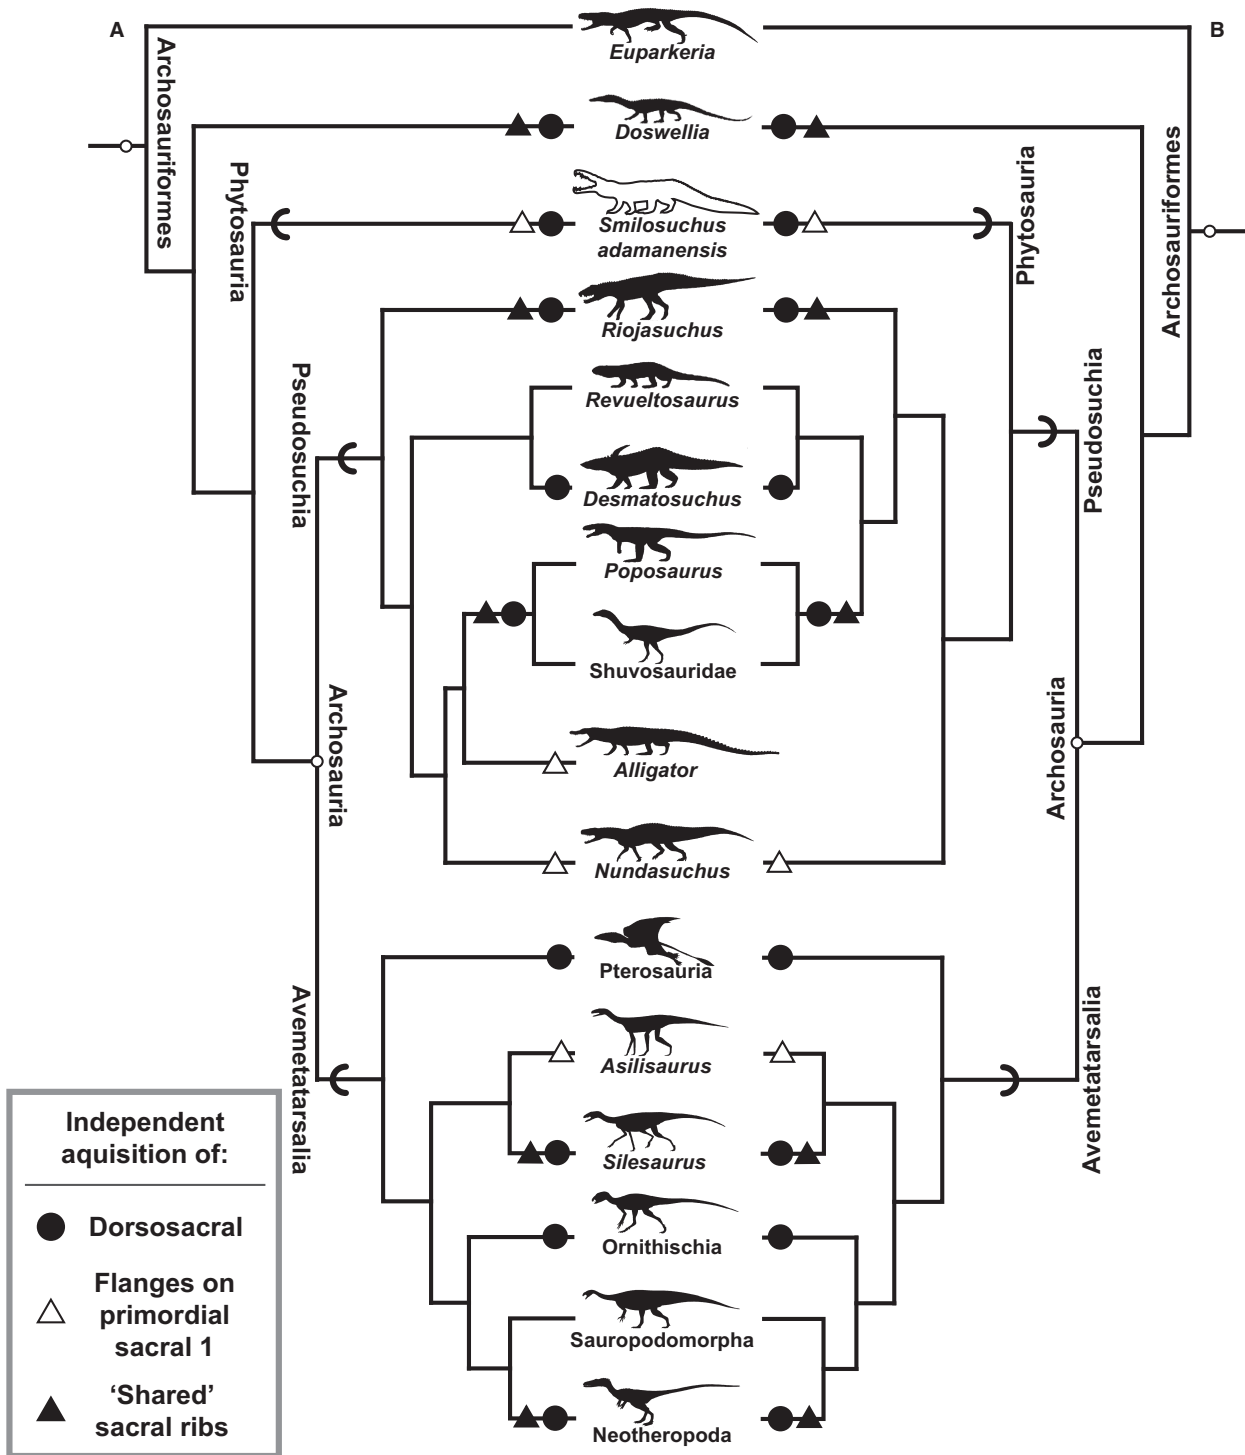 A
B
Euparkeria
Archosauriformes
Doswellia
Phytosauria
Smilosuchus
adamanensis
Phytosauria
Archosauriformes
Riojasuchus
Pseudosuchia
Revueltosaurus
Pseudosuchia
Desmatosuchus
Poposaurus
Shuvosauridae
Archosauria
Alligator
Archosauria
Nundasuchus
Pterosauria
Avemetatarsalia
Asilisaurus
Avemetatarsalia
Silesaurus
Ornithischia
Sauropodomorpha
Neotheropoda
Independent
aquisition of:
Dorsosacral
Flanges on
primordial
sacral 1
‘Shared’
sacral ribs